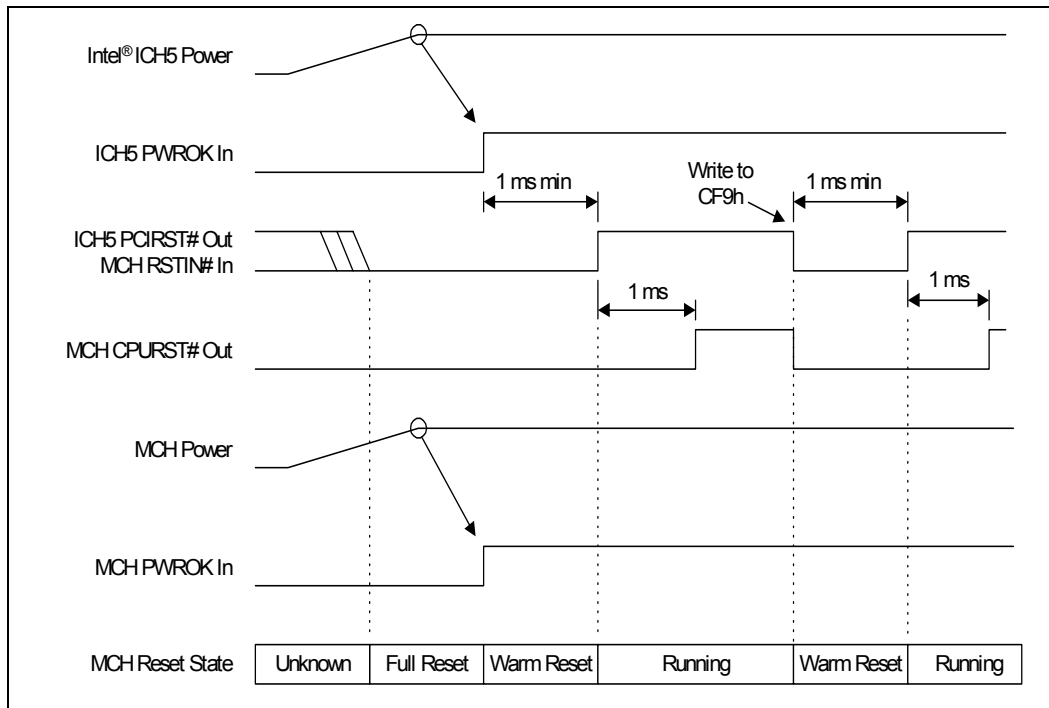 Intel® ICH5 Power
ICH5 PWROK In
1 ms min
Write to
CF9h
1 ms min
ICH5 PCIRST# Out
MCH RSTIN# In
1 ms
1 ms
MCH CPURST# Out
MCH Power
MCH PWROK In
MCH Reset State Unknown Full Reset Warm Reset Running Warm Reset Running